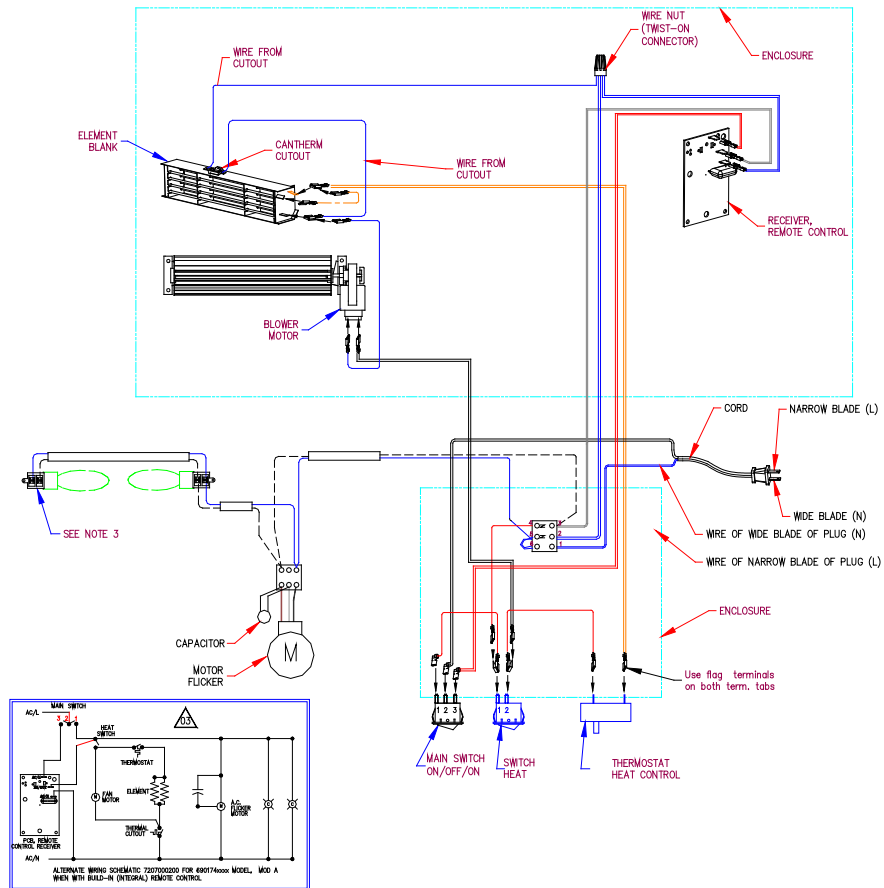 WIRE NUT
(TWIST-ON
CONNECTOR)
ENCLOSURE
WIRE FROM
CUTOUT
ELEMENT
BLANK
CANTHERM
CUTOUT
WIRE FROM
CUTOUT
RECEIVER,
REMOTE CONTROL
BLOWER
MOTOR
CORD
NARROW BLADE (L)
WIDE BLADE (N)
SEE NOTE 3
WIRE OF WIDE BLADE OF PLUG (N)
WIRE OF NARROW BLADE OF PLUG (L)
ENCLOSURE
CAPACITOR
M
MOTOR
FLICKER
Use flag terminals
on both term. tabs
1 2 3
1 2
MAIN SWITCH
ON/OFF/ON
SWITCH
HEAT
THERMOSTAT
HEAT CONTROL
MAIN SWITCH
AC/L
3 2 1
03
HEAT
SWITCH
THERMOSTAT
M
FAN
MOTOR
ELEMENT
M
A.C.
FLICKER
MOTOR
THERMAL
CUTOUT
PCB, REMOTE
CONTROL RECEIVER
AC/N
ALTERNATE WIRING SCHEMATIC 7207000200 FOR 690174xxxx MODEL, MOD A
WHEN WITH BUILD-IN (INTEGRAL) REMOTE CONTROL